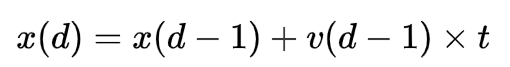 x(d) = x(d − 1) + v(d − 1) × t